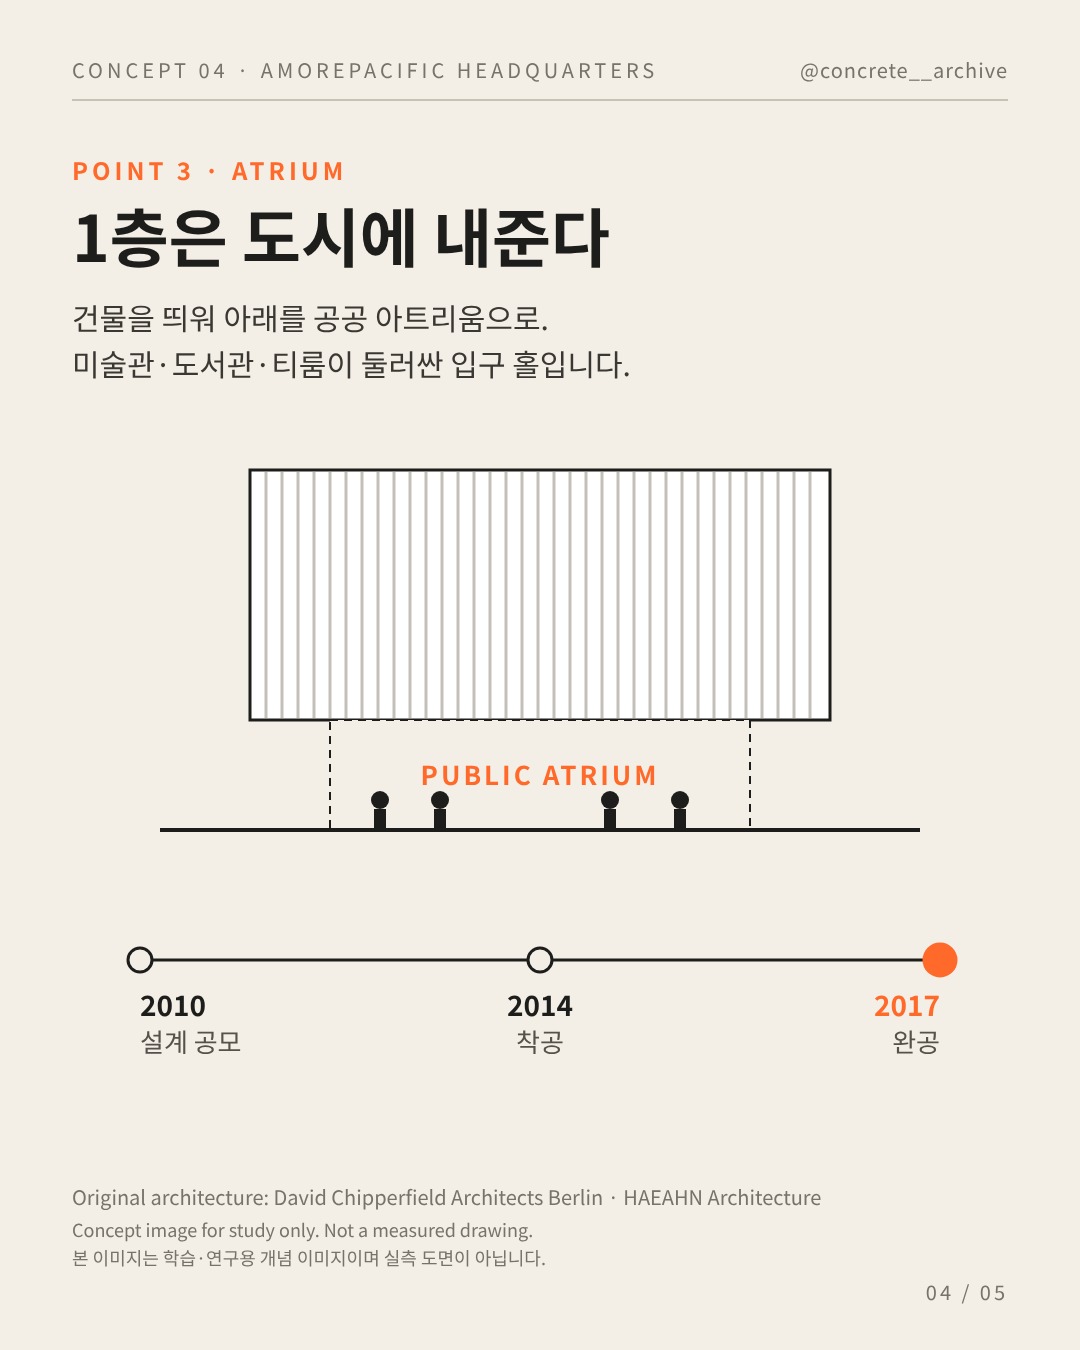 CONCEPT 04 · AMOREPACIFIC HEADQUARTERS
@concrete__archive
POINT 3 · ATRIUM
1층은 도시에 내준다
건물을 띄워 아래를 공공 아트리움으로.
미술관·도서관·티룸이 둘러싼 입구 홀입니다.
PUBLIC ATRIUM
2010
설계 공모
2014
착공
2017
완공
Original architecture: David Chipperfield Architects Berlin · HAEAHN Architecture
Concept image for study only. Not a measured drawing.
본 이미지는 학습·연구용 개념 이미지이며 실측 도면이 아닙니다.
04 / 05